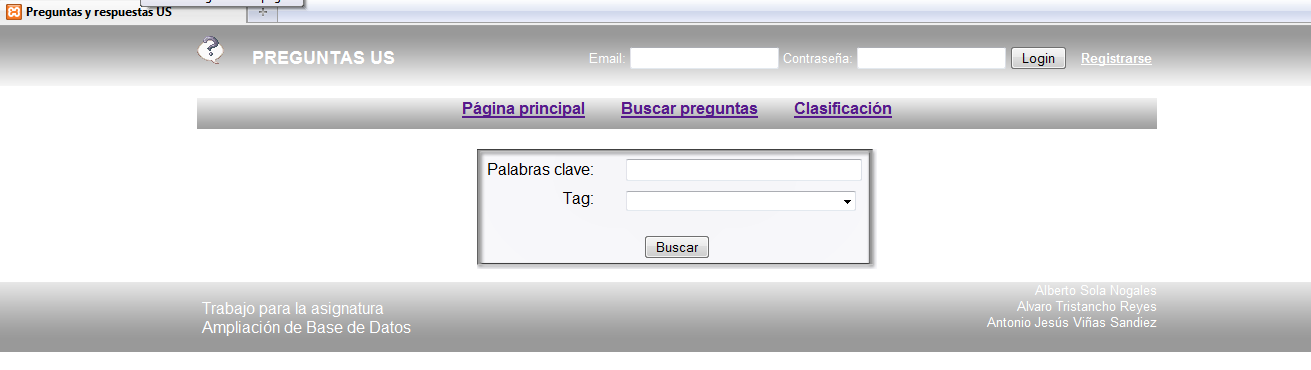 Preguntas y respuestas US
PREGUNTAS US
Email:
Contraseña:
Login
Registrarse
Página principal
Buscar preguntas
Clasificación
Palabras clave:
Tag:
Buscar
Trabajo para la asignatura
Ampliación de Base de Datos
Alberto Sola Nogales
Alvaro Tristancho Reyes
Antonio Jesús Viñas Sandiez